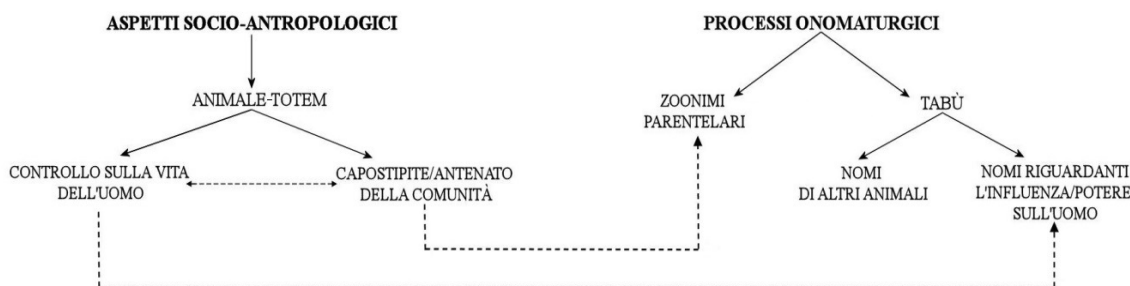 ASPETTI SOCIO-ANTROPOLOGICI
ANIMALE-TOTEM
CONTROLLO SULLA VITA
DELL'UOMO
CAPOSTIPITE/ANTENATO
DELLA COMUNITÀ
PROCESSI ONOMATURGICI
ZOONIMI
PARENTELARI
TABÙ
NOMI
DI ALTRI ANIMALI
NOMI RIGUARDANTI
L'INFLUENZA/POTERE
SULL'UOMO